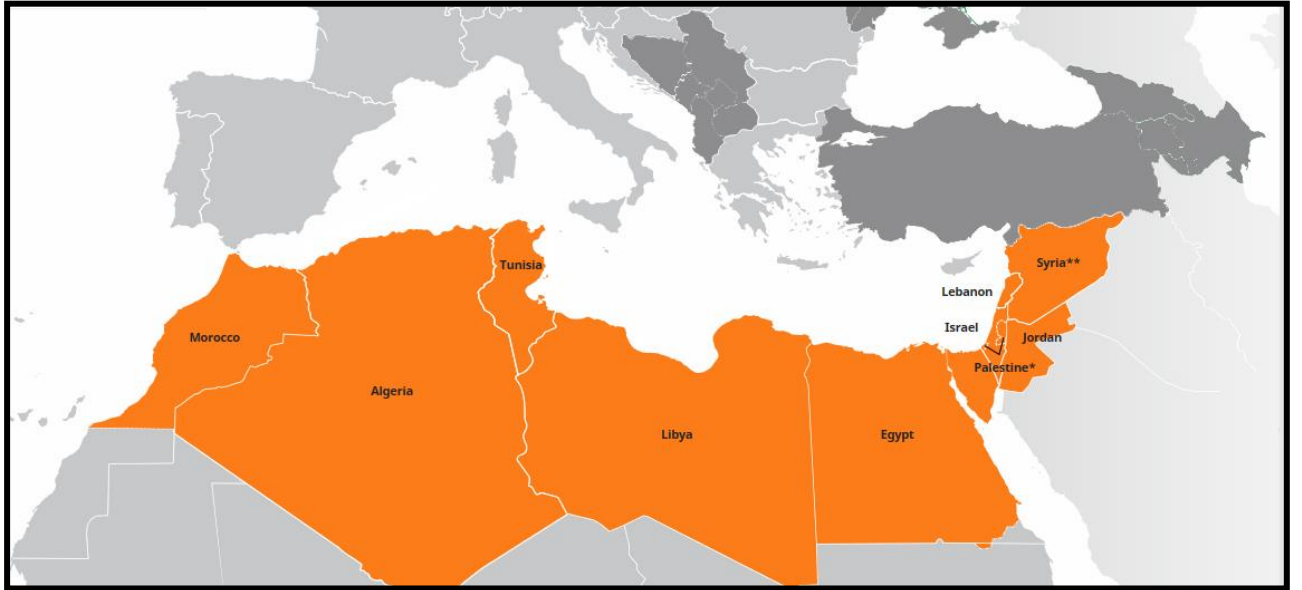 Tunisia
Syria**
Lebanon
Israel
Morocco
Jordan
Palestine*
Algeria
Libya
Egypt